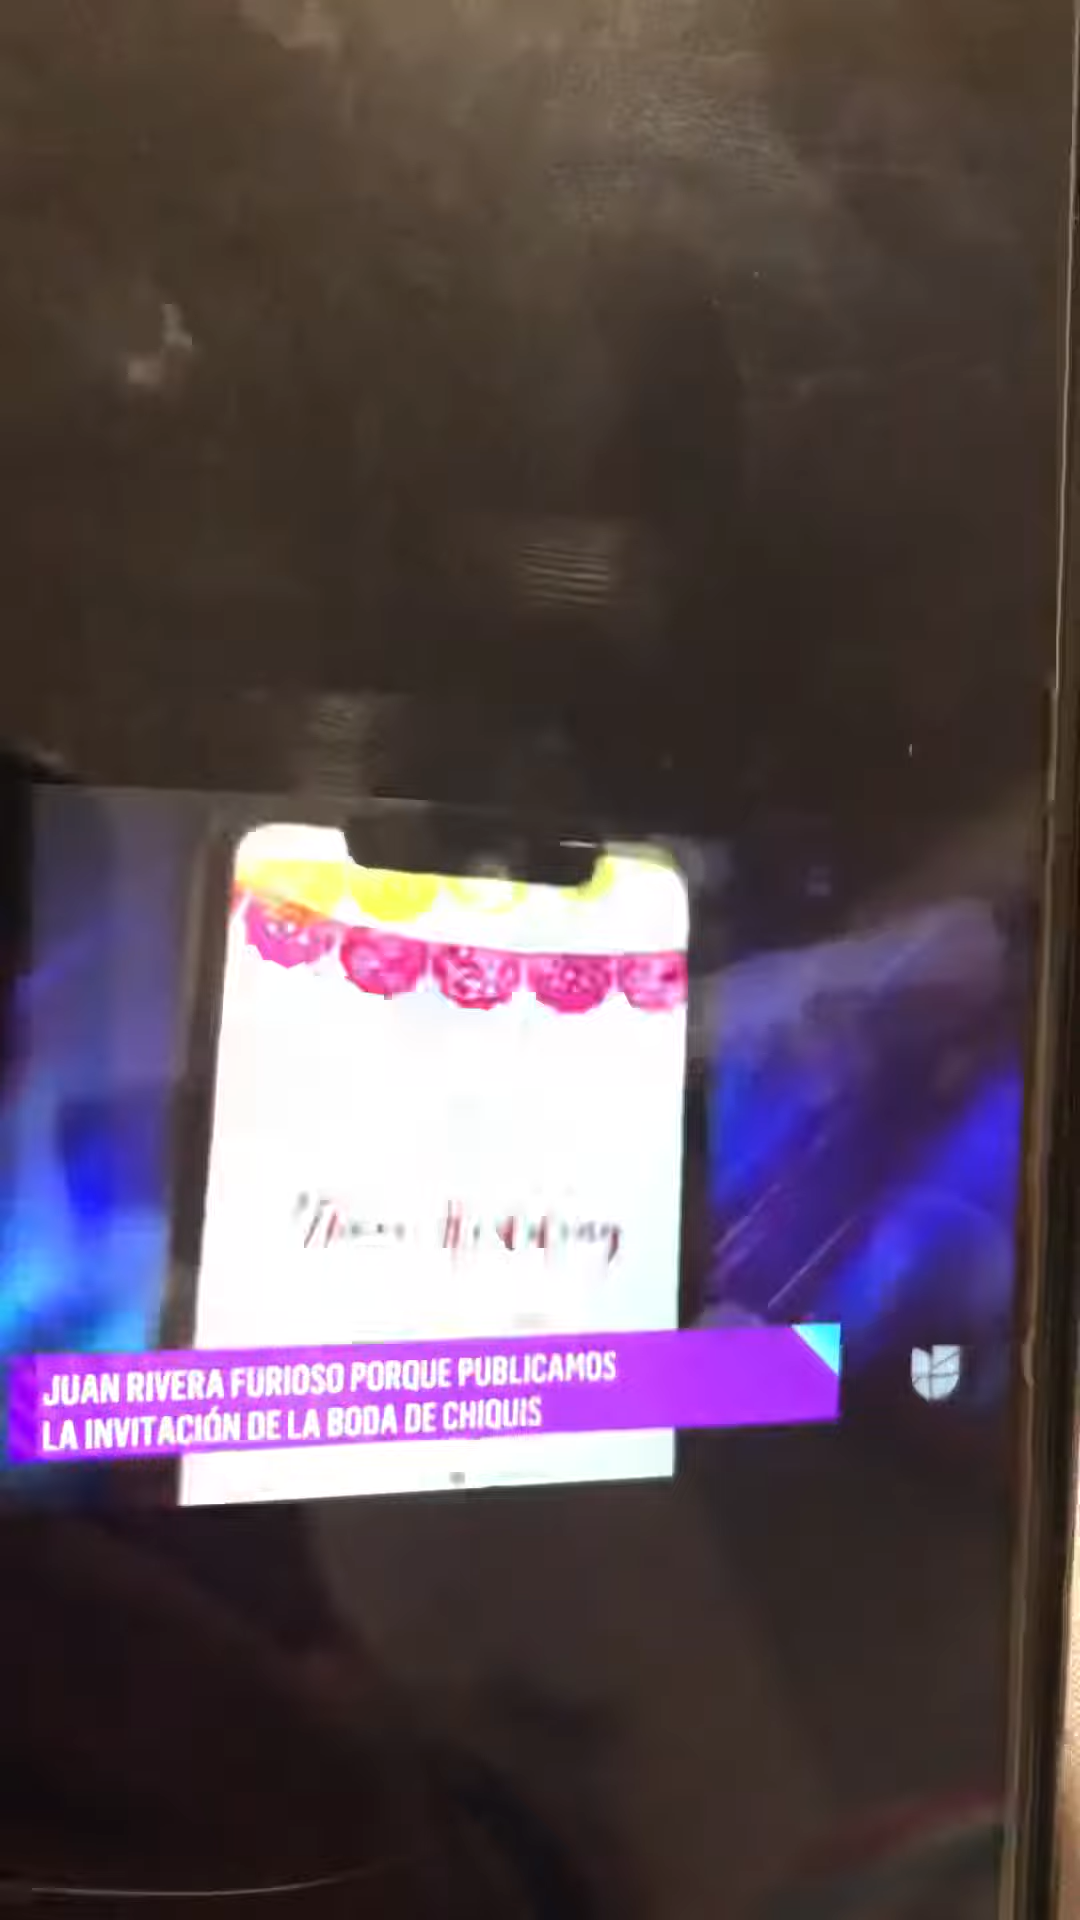 JUAN RIVERA FURIOSO PORQUE PUBLICAMOS
LA INVITACIÓN DE LA BODA DE CHIQUIS